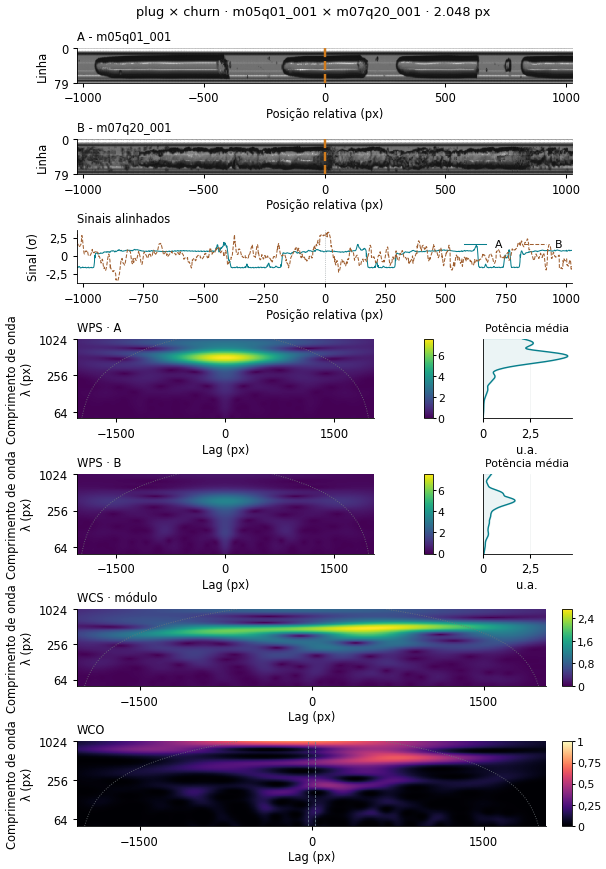 plug × churn · m05q01_001 × m07q20_001 · 2.048 px
A - m05q01_001
Linha
0
79
−1000 −500 0 500 1000
Posição relativa (px)
B - m07q20_001
Linha
0
79
−1000 −500 0 500 1000
Posição relativa (px)
Sinais alinhados
Sinal (σ)
2,5
0
−2,5
A B
−1000 −750 −500 −250 0 250 500 750 1000
Posição relativa (px)
WPS · A
Comprimento de onda
λ (px)
1024
256
64
−1500 0 1500
Lag (px)
6
4
2
0
Potência média
0 2,5
u.a.
WPS · B
Comprimento de onda
λ (px)
1024
256
64
−1500 0 1500
Lag (px)
6
4
2
0
Potência média
0 2,5
u.a.
WCS · módulo
Comprimento de onda
λ (px)
1024
256
64
−1500 0 1500
Lag (px)
2,4
1,6
0,8
0
WCO
Comprimento de onda
λ (px)
1024
256
64
−1500 0 1500
Lag (px)
1
0,75
0,5
0,25
0